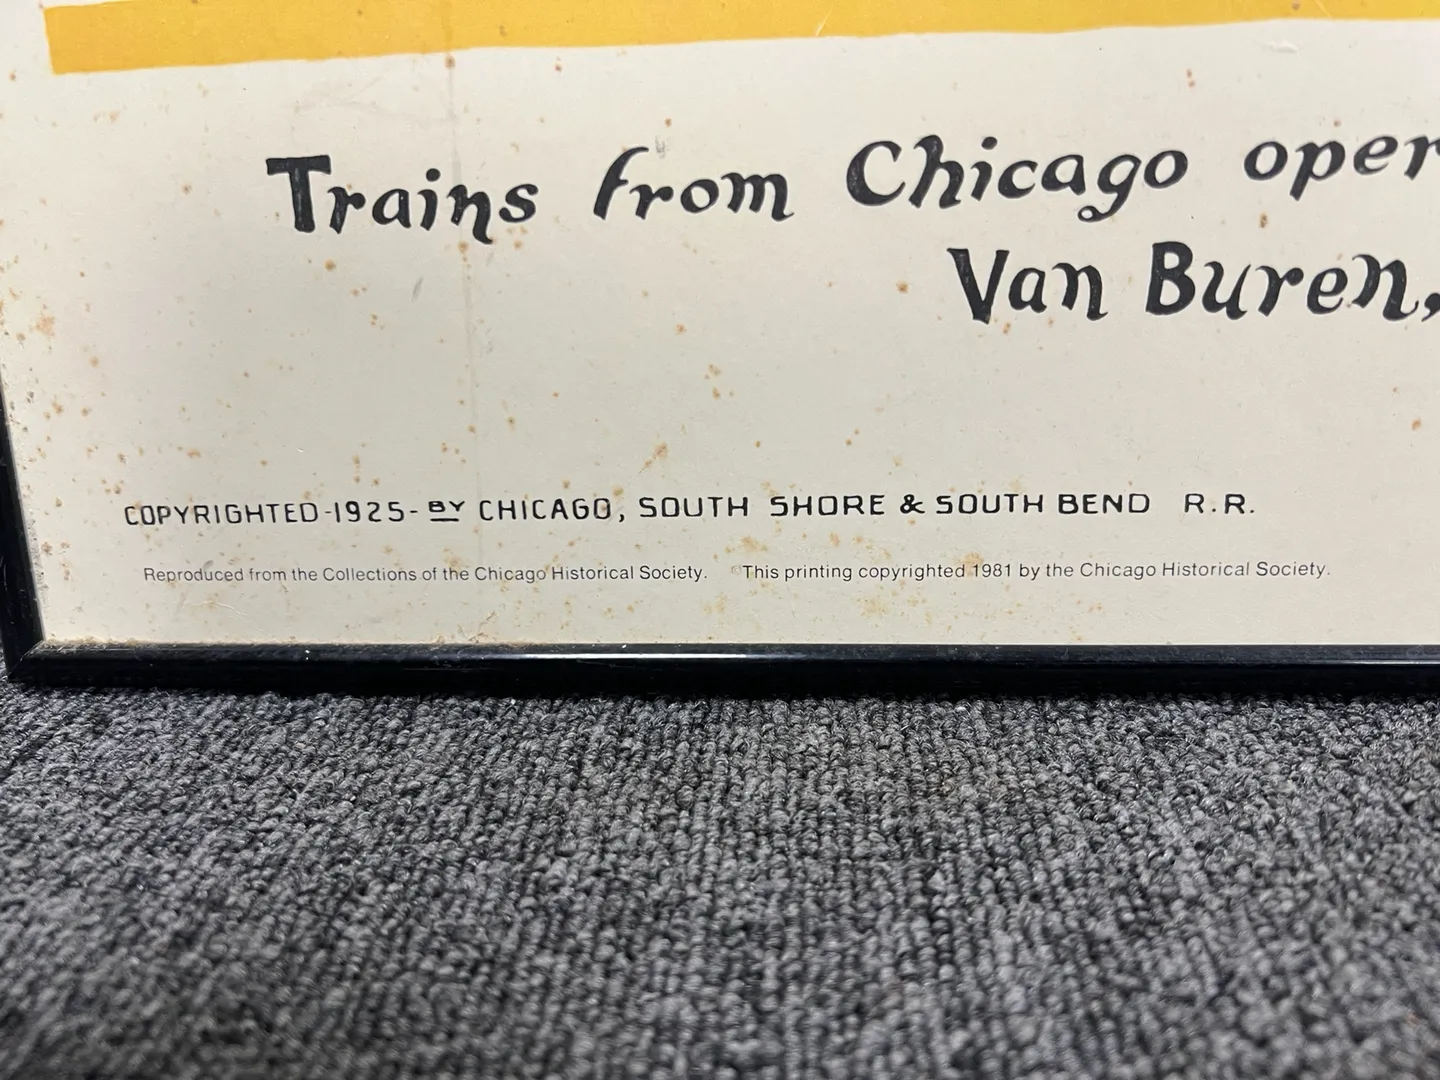 Trains from Chicago oper
Van Buren,
COPYRIGHTED-1925-BY CHICAGO, SOUTH SHORE & SOUTH BEND R.R.
Reproduced from the Collections of the Chicago Historical Society. This printing copyrighted 1981 by the Chicago Historical Society.